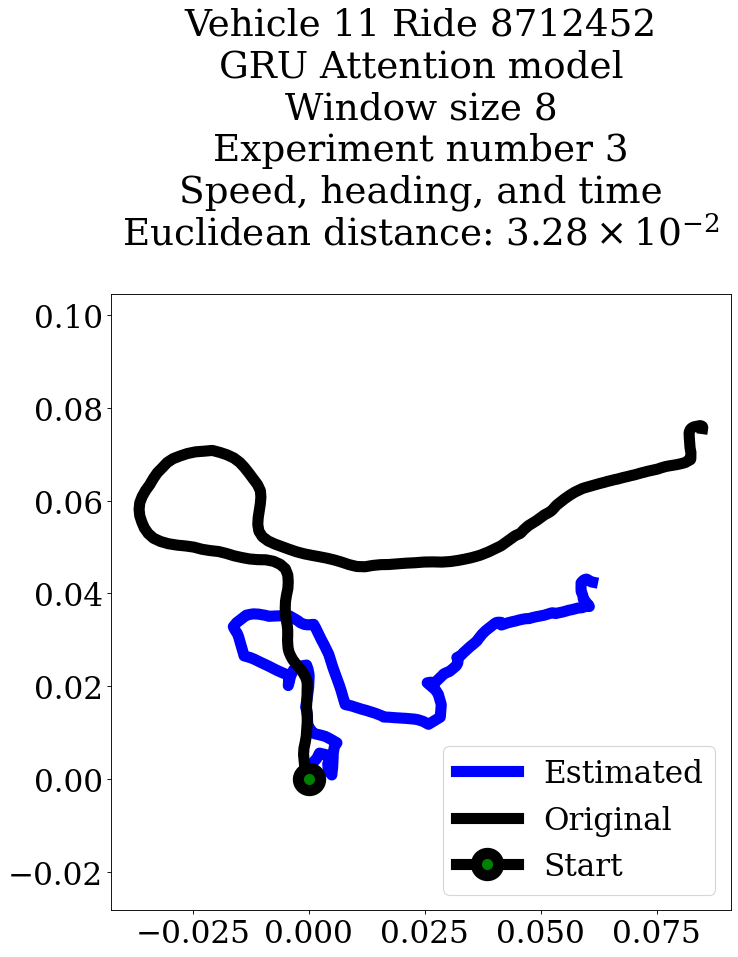 Vehicle 11 Ride 8712452
GRU Attention model
Window size 8
Experiment number 3
Speed, heading, and time
Euclidean distance: 3.28 × 10⁻²
0.10
0.08
0.06
0.04
0.02
0.00
−0.02
−0.025 0.000 0.025 0.050 0.075
Estimated
Original
Start